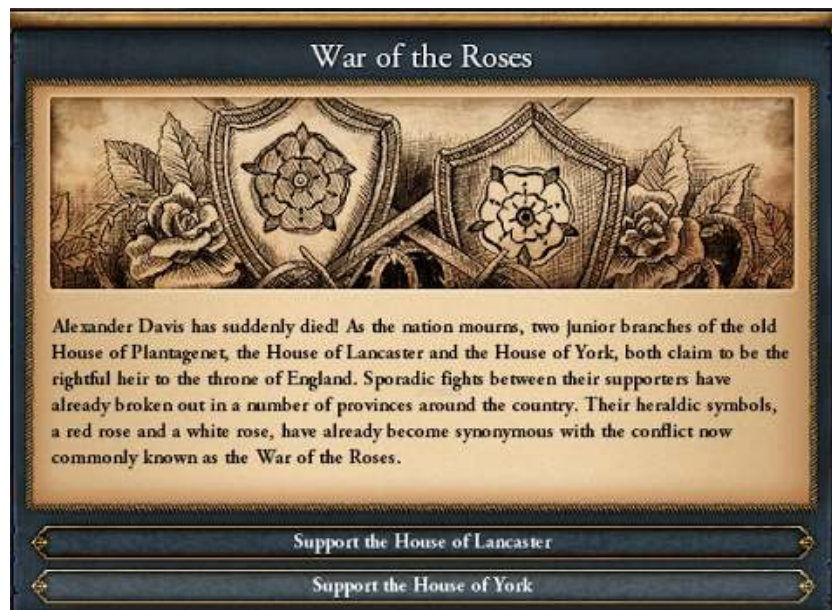 War of the Roses
Alexander Davis has suddenly died! As the nation mourns, two junior branches of the old
House of Plantagenet, the House of Lancaster and the House of York, both claim to be the
rightful heir to the throne of England. Sporadic fights between their supporters have
already broken out in a number of provinces around the country. Their heraldic symbols,
a red rose and a white rose, have already become synonymous with the conflict now
commonly known as the War of the Roses.
Support the House of Lancaster
Support the House of York